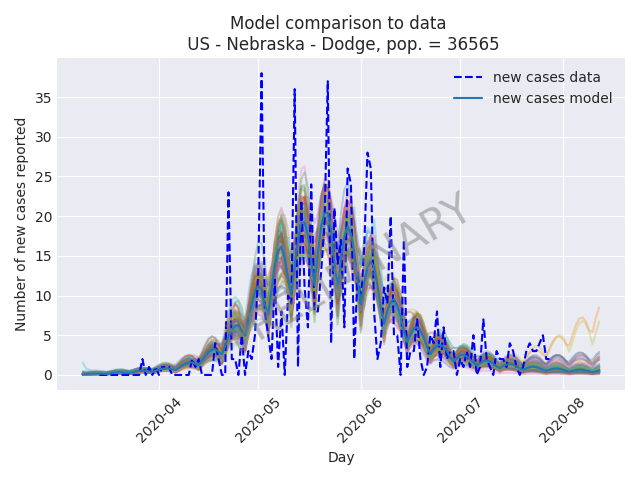 Model comparison to data
US - Nebraska - Dodge, pop. = 36565
new cases data
new cases model
Number of new cases reported
35
30
25
20
15
10
5
0
2020-04
2020-05
2020-06
2020-07
2020-08
Day